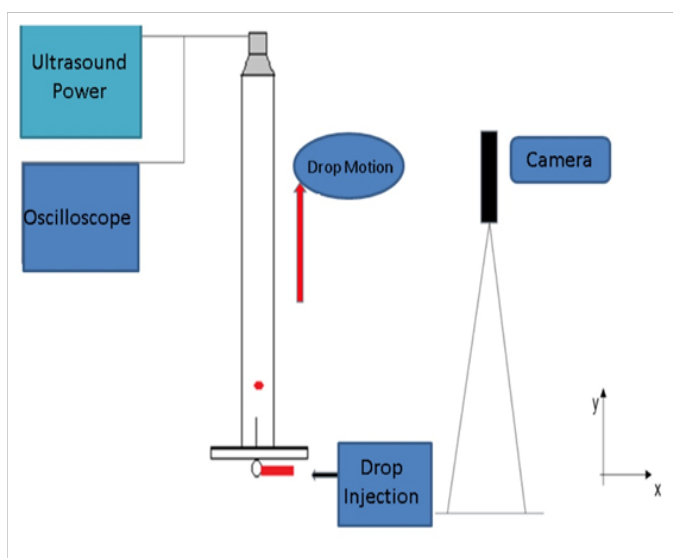 Ultrasound
Power
Oscilloscope
Drop Motion
Camera
Drop
Injection
y
x